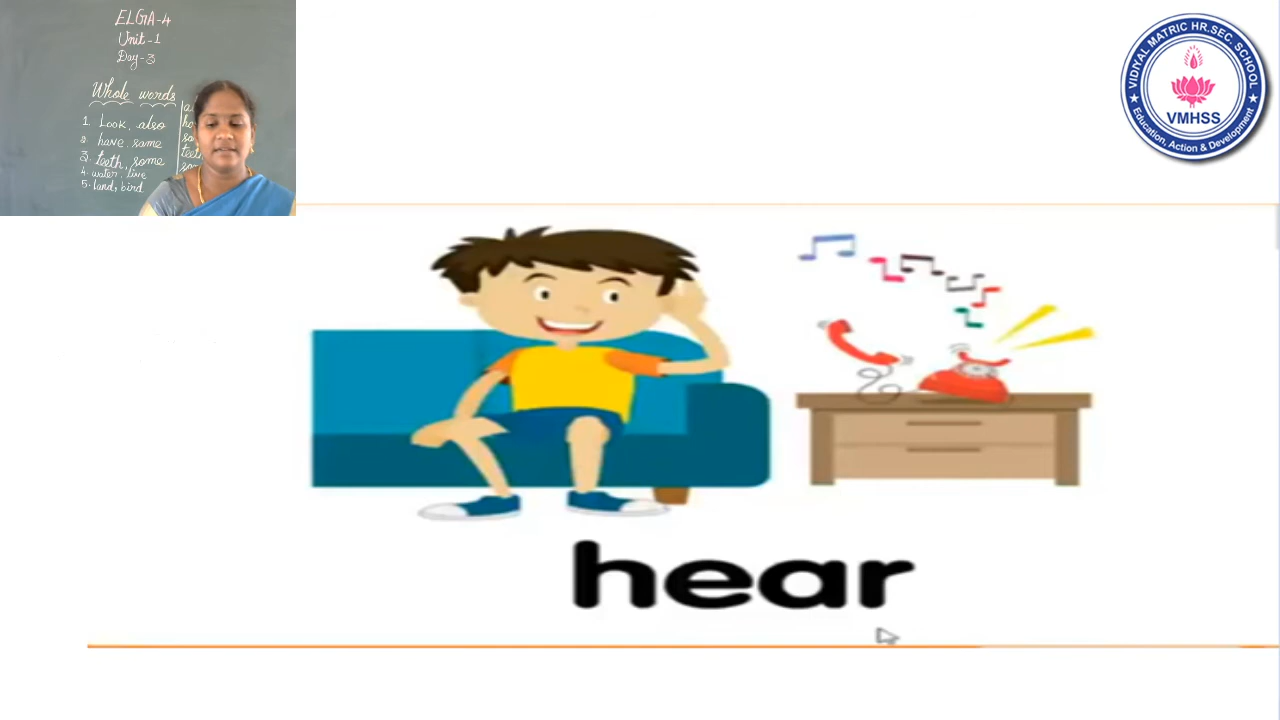 ELGA-4
Unit-1
Day-3
Whole words
1. Look, also
2. have, same
3. teeth, some
4. water, live
5. land, bird
VIDIYAL MATRIC HR.SEC. SCHOOL
VMHSS
Education, Action & Development
hear